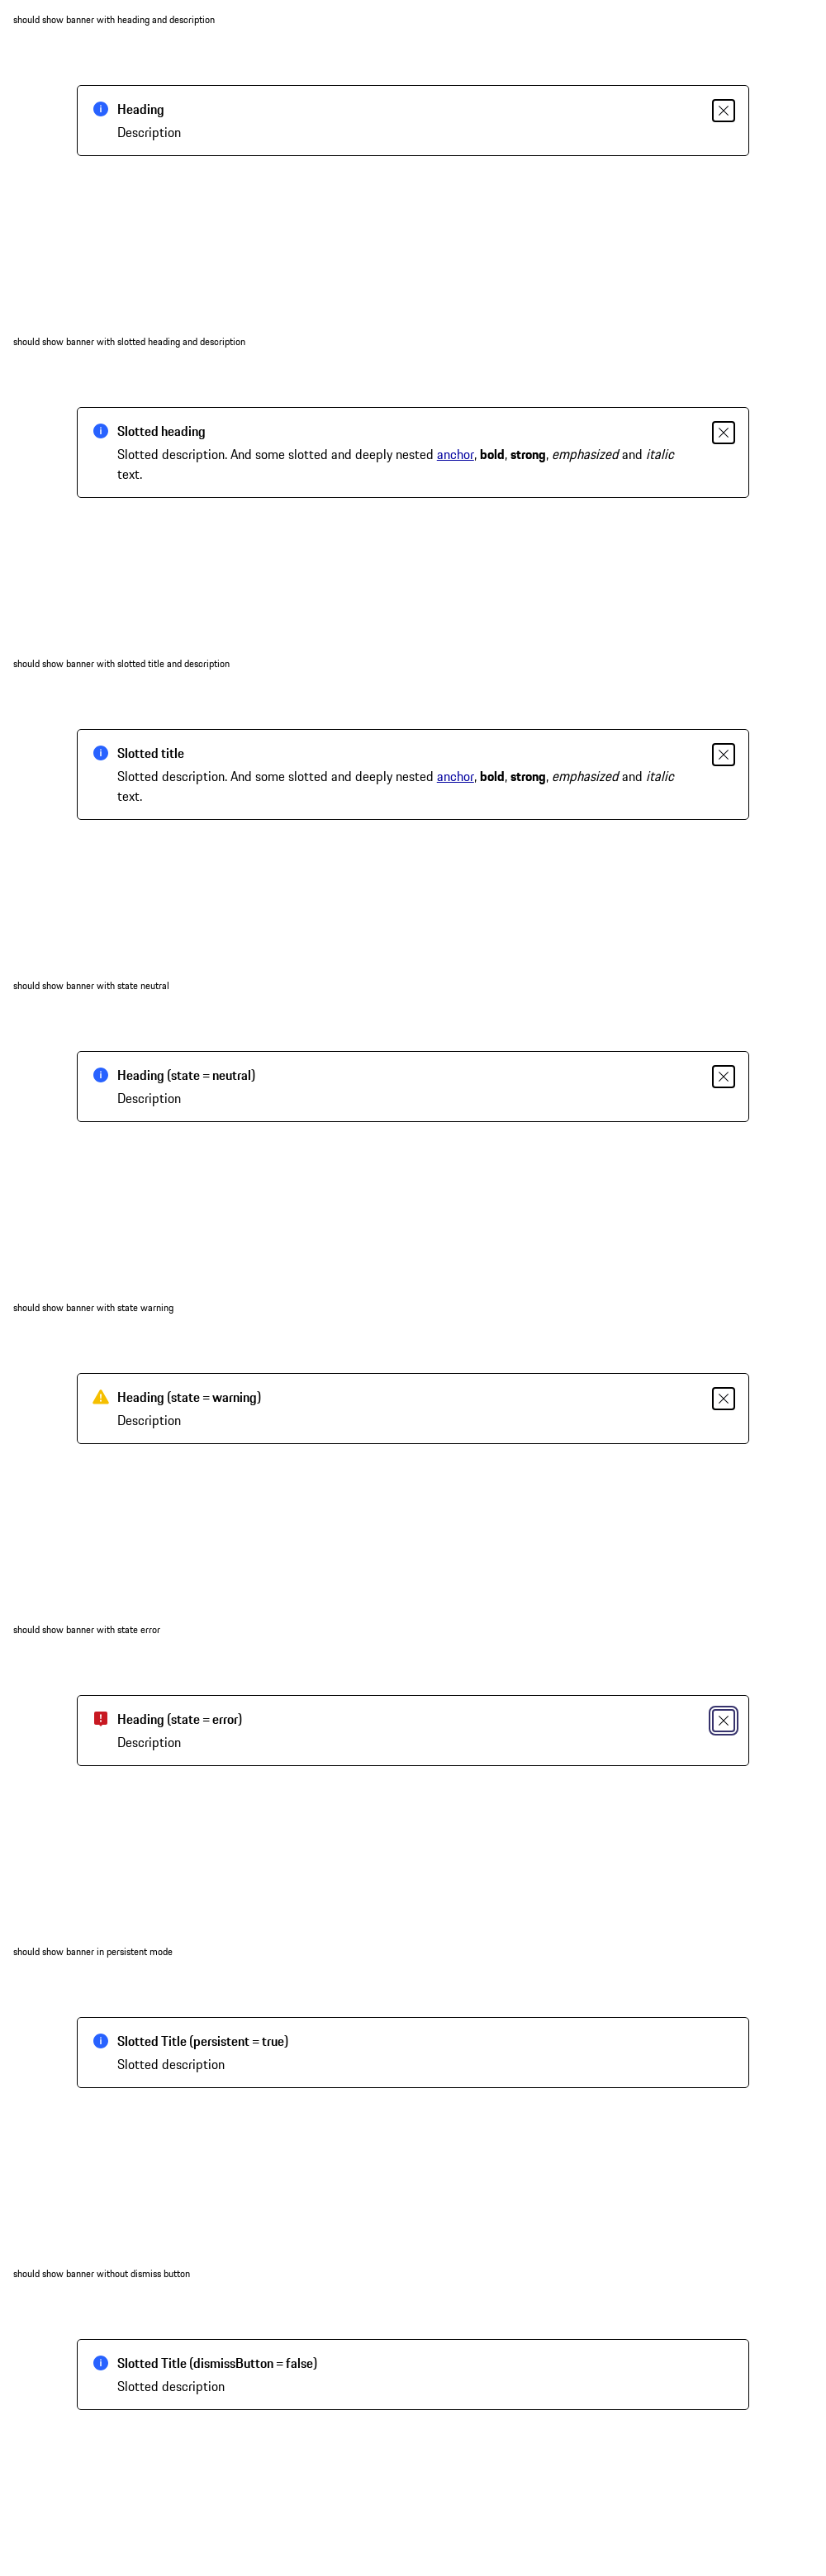 should show banner with heading and description
Heading
Description
should show banner with slotted heading and description
Slotted heading
Slotted description. And some slotted and deeply nested anchor, bold, strong, emphasized and italic
text.
should show banner with slotted title and description
Slotted title
Slotted description. And some slotted and deeply nested anchor, bold, strong, emphasized and italic
text.
should show banner with state neutral
Heading (state = neutral)
Description
should show banner with state warning
Heading (state = warning)
Description
should show banner with state error
Heading (state = error)
Description
should show banner in persistent mode
Slotted Title (persistent = true)
Slotted description
should show banner without dismiss button
Slotted Title (dismissButton = false)
Slotted description